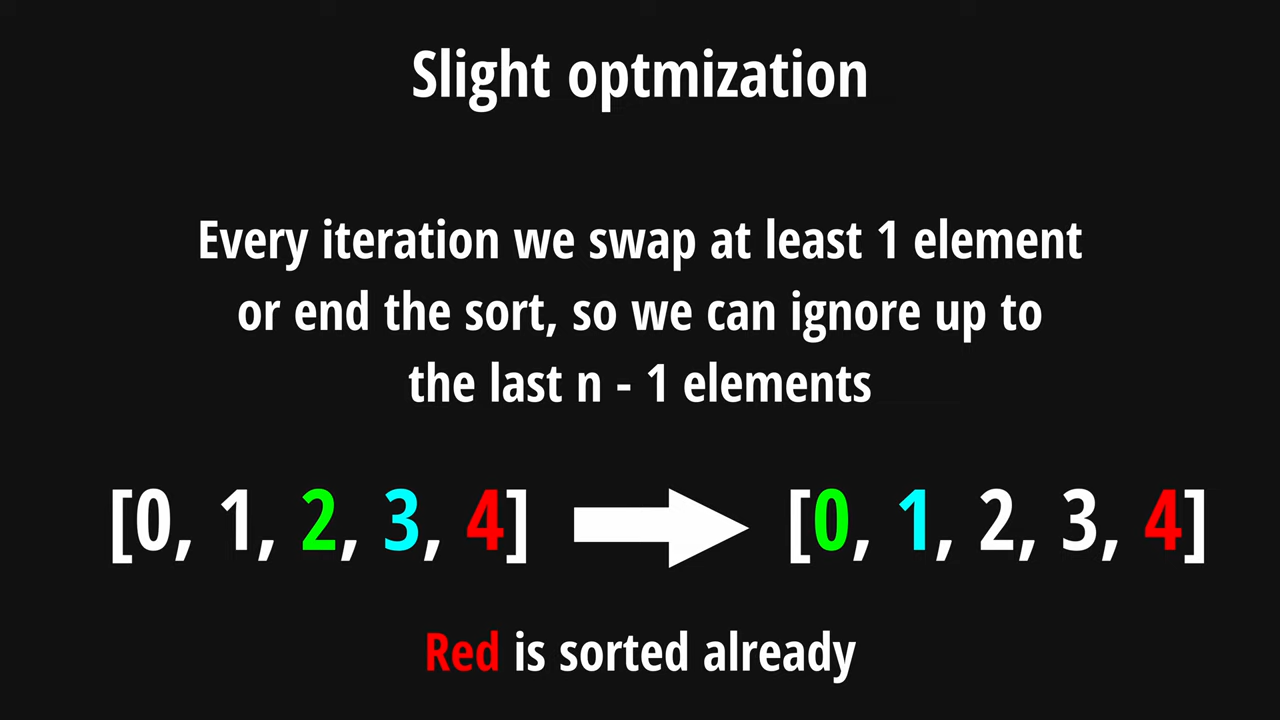 Slight optmization
Every iteration we swap at least 1 element
or end the sort, so we can ignore up to
the last n - 1 elements
[0, 1, 2, 3, 4] [0, 1, 2, 3, 4]
Red is sorted already